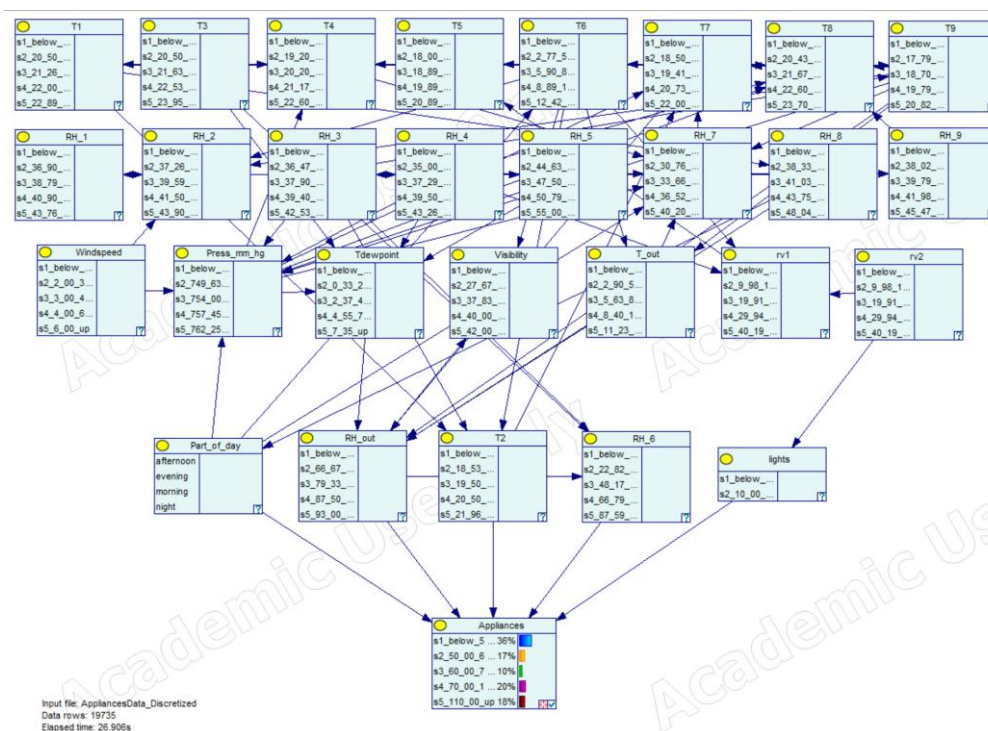 T1
s1_below_...
s2_20_50_...
s3_21_26_...
s4_22_00_...
s5_22_89_...
T3
s1_below_...
s2_20_50_...
s3_21_63_...
s4_22_53_...
s5_23_95_...
T4
s1_below_...
s2_19_20_...
s3_20_20_...
s4_21_17_...
s5_22_60_...
T5
s1_below_...
s2_18_00_...
s3_18_89_...
s4_19_89_...
s5_20_89_...
T6
s1_below_...
s2_2_77_5...
s3_5_90_8...
s4_8_89_1...
s5_12_42_...
T7
s1_below_...
s2_18_50_...
s3_19_41_...
s4_20_73_...
s5_22_00_...
T8
s1_below_...
s2_20_43_...
s3_21_67_...
s4_22_60_...
s5_23_70_...
T9
s1_below_...
s2_17_79_...
s3_18_70_...
s4_19_79_...
s5_20_82_...
RH_1
s1_below_...
s2_36_90_...
s3_38_79_...
s4_40_90_...
s5_43_76_...
RH_2
s1_below_...
s2_37_26_...
s3_39_59_...
s4_41_50_...
s5_43_90_...
RH_3
s1_below_...
s2_36_47_...
s3_37_90_...
s4_39_40_...
s5_42_53_...
RH_4
s1_below_...
s2_35_00_...
s3_37_29_...
s4_39_50_...
s5_43_26_...
RH_5
s1_below_...
s2_44_63_...
s3_47_50_...
s4_50_79_...
s5_55_00_...
RH_7
s1_below_...
s2_30_76_...
s3_33_66_...
s4_36_52_...
s5_40_20_...
RH_8
s1_below_...
s2_38_33_...
s3_41_03_...
s4_43_75_...
s5_48_04_...
RH_9
s1_below_...
s2_38_02_...
s3_39_79_...
s4_41_98_...
s5_45_47_...
Windspeed
s1_below_...
s2_2_00_3...
s3_3_00_4...
s4_4_00_6...
s5_6_00_up
Press_mm_hg
s1_below_...
s2_749_63...
s3_754_00...
s4_757_45...
s5_762_25...
Tdewpoint
s1_below_...
s2_0_33_2...
s3_2_37_4...
s4_4_55_7...
s5_7_35_up
Visibility
s1_below_...
s2_27_67_...
s3_37_83_...
s4_40_00_...
s5_42_00_...
T_out
s1_below_...
s2_2_90_5...
s3_5_63_8...
s4_8_40_1...
s5_11_23_...
rv1
s1_below_...
s2_9_98_1...
s3_19_91_...
s4_29_94_...
s5_40_19_...
rv2
s1_below_...
s2_9_98_1...
s3_19_91_...
s4_29_94_...
s5_40_19_...
Part_of_day
afternoon
evening
morning
night
RH_out
s1_below_...
s2_66_67_...
s3_79_33_...
s4_87_50_...
s5_93_00_...
T2
s1_below_...
s2_18_53_...
s3_19_50_...
s4_20_50_...
s5_21_96_...
RH_6
s1_below_...
s2_22_82_...
s3_48_17_...
s4_66_79_...
s5_87_59_...
lights
s1_below_...
s2_10_00_...
Appliances
s1_below_5 ... 36%
s2_50_00_6 ... 17%
s3_60_00_7 ... 10%
s4_70_00_1 ... 20%
s5_110_00_up 18%
Input file: AppliancesData_Discretized
Data rows: 19735
Elapsed time: 26.906s
Academic Use Only
Academic Us